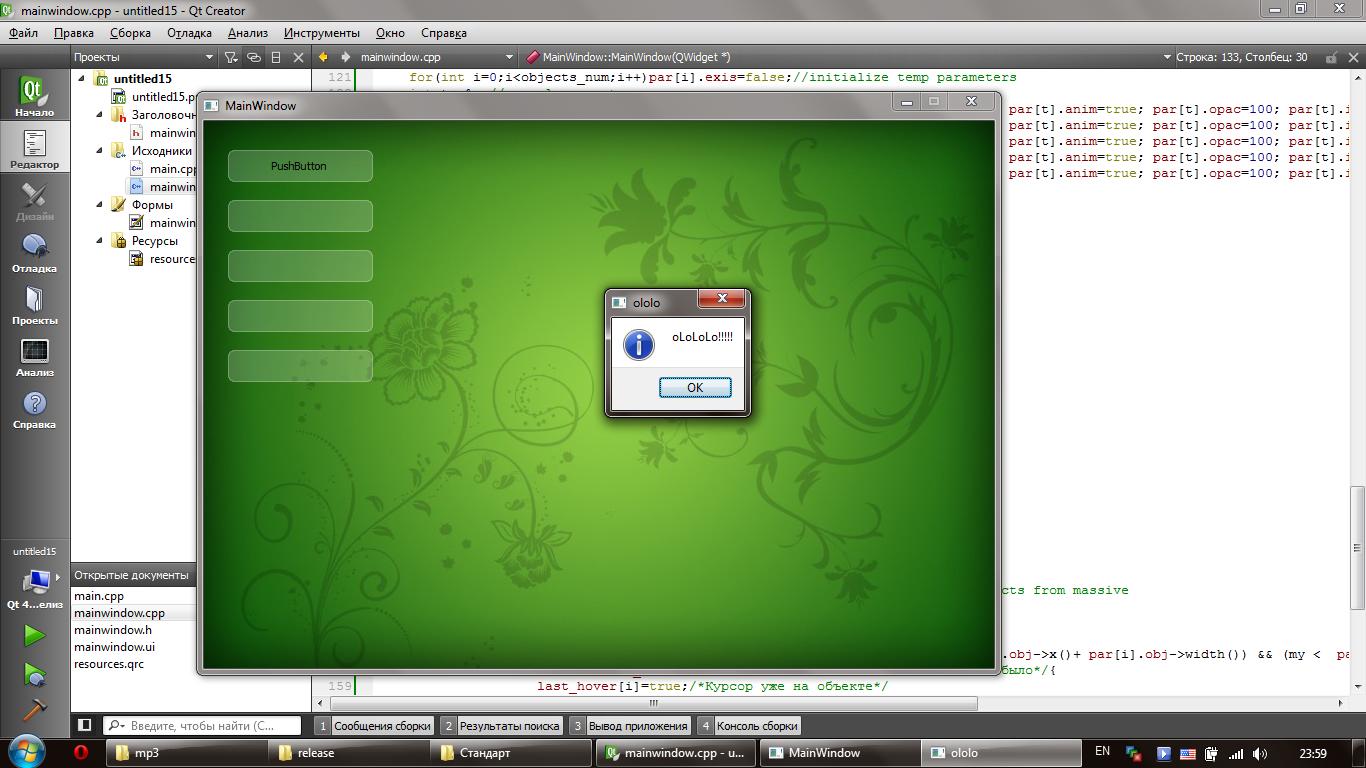 mainwindow.cpp - untitled15 - Qt Creator
Файл Правка Сборка Отладка Анализ Инструменты Окно Справка
Проекты mainwindow.cpp MainWindow::MainWindow(QWidget *) Строка: 133, Столбец: 30
Qt
Начало
Редактор
Дизайн
Отладка
Проекты
Анализ
Справка
untitled15
Qt 4...елиз
untitled15
untitled15.p
Заголовоч
mainwin
Исходники
main.cpp
mainwin
Формы
mainwin
Ресурсы
resource
Открытые документы
main.cpp
mainwindow.cpp
mainwindow.h
mainwindow.ui
resources.qrc
121 for(int i=0;i<objects_num;i++)par[i].exis=false;//initialize temp parameters
par[t].anim=true; par[t].opac=100; par[t].i
par[t].anim=true; par[t].opac=100; par[t].i
par[t].anim=true; par[t].opac=100; par[t].i
par[t].anim=true; par[t].opac=100; par[t].i
par[t].anim=true; par[t].opac=100; par[t].i
cts from massive
.obj->x()+ par[i].obj->width()) && (my < pa
было*/{
159 last_hover[i]=true;/*Курсор уже на объекте*/
MainWindow
PushButton
ololo
oLoLoLo!!!!!
OK
Введите, чтобы найти (C... 1 Сообщения сборки 2 Результаты поиска 3 Вывод приложения 4 Консоль сборки
mp3 release Стандарт mainwindow.cpp - u... MainWindow ololo EN 23:59